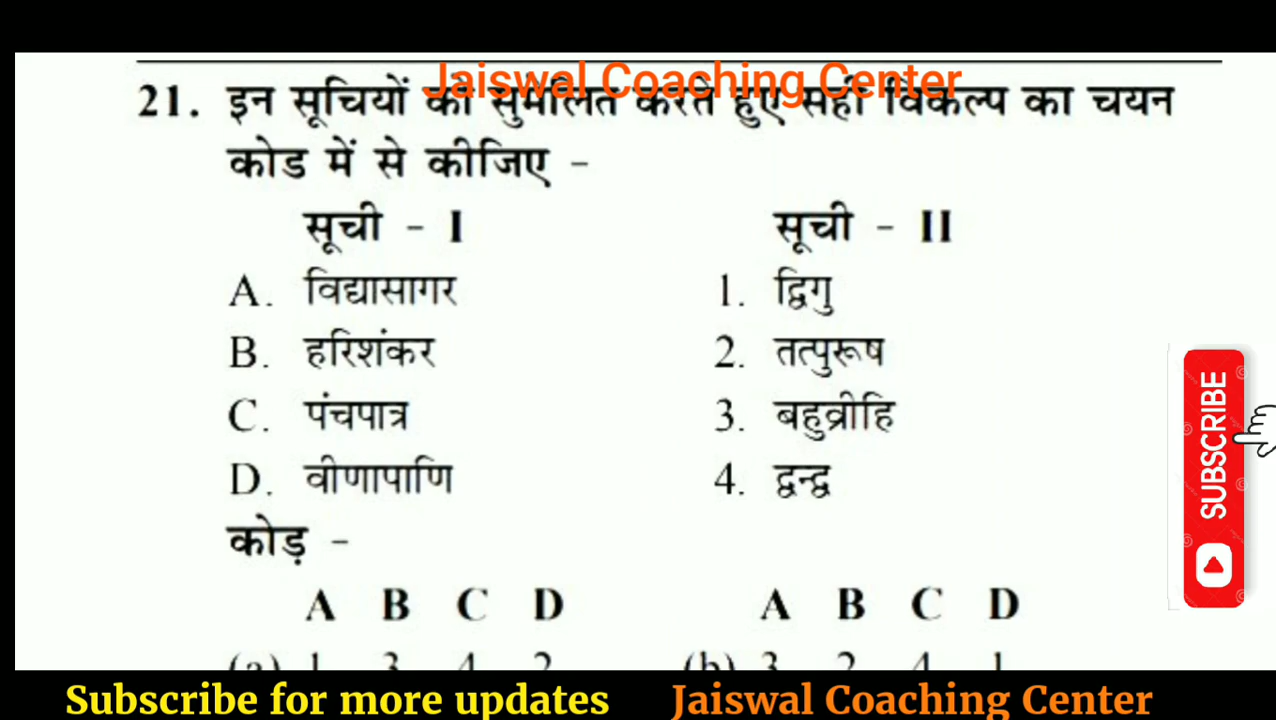 Jaiswal Coaching Center
21. इन सूचियों को सुमेलित करते हुए सही विकल्प का चयन
कोड में से कीजिए -
सूची - I सूची - II
A. विद्यासागर 1. द्विगु
B. हरिशंकर 2. तत्पुरूष
C. पंचपात्र 3. बहुव्रीहि
D. वीणापाणि 4. द्वन्द्व
कोड़ -
A B C D A B C D
SUBSCRIBE
Subscribe for more updates Jaiswal Coaching Center